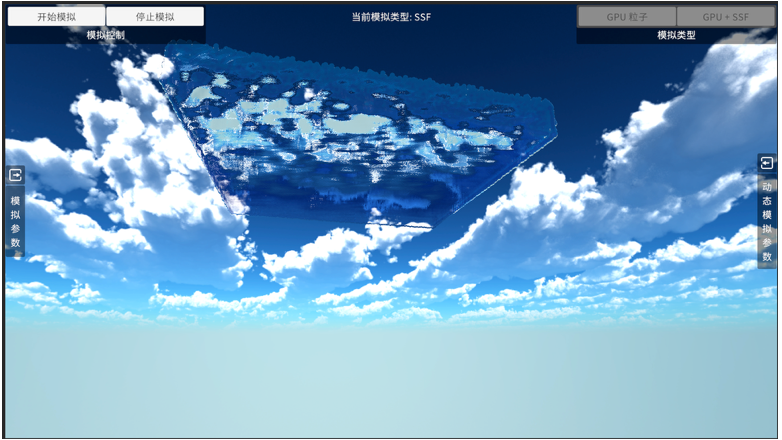 开始模拟 停止模拟
模拟控制
当前模拟类型: SSF
GPU 粒子 GPU + SSF
模拟类型
模拟参数
动态模拟参数